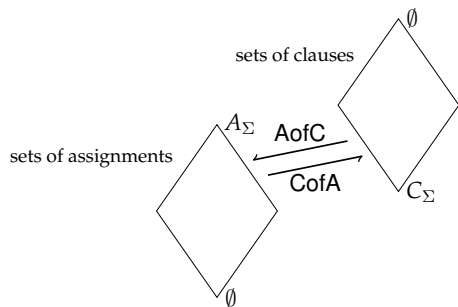 ∅
sets of clauses
A_Σ
AofC
sets of assignments
CofA
C_Σ
∅